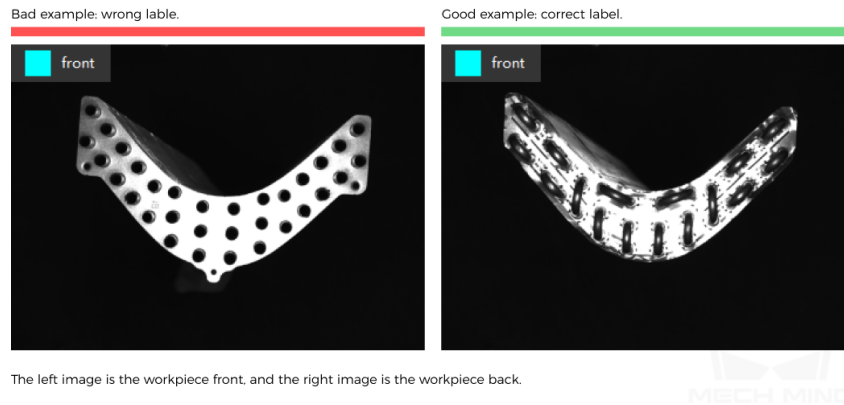 Bad example: wrong lable.
Good example: correct label.
front
front
The left image is the workpiece front, and the right image is the workpiece back.
MECH MIND